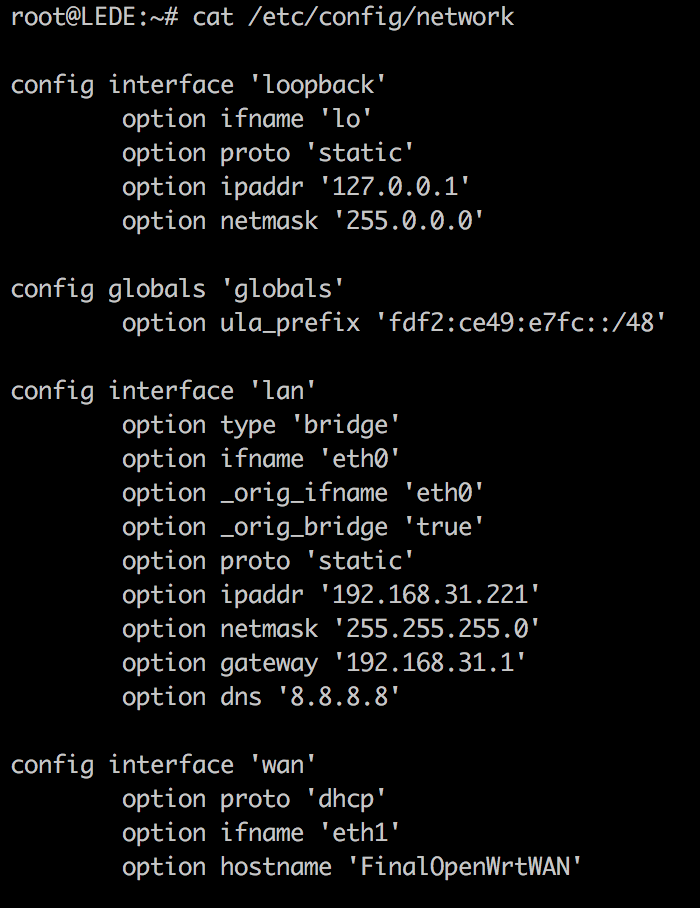 root@LEDE:~# cat /etc/config/network
config interface 'loopback'
option ifname 'lo'
option proto 'static'
option ipaddr '127.0.0.1'
option netmask '255.0.0.0'
config globals 'globals'
option ula_prefix 'fdf2:ce49:e7fc::/48'
config interface 'lan'
option type 'bridge'
option ifname 'eth0'
option _orig_ifname 'eth0'
option _orig_bridge 'true'
option proto 'static'
option ipaddr '192.168.31.221'
option netmask '255.255.255.0'
option gateway '192.168.31.1'
option dns '8.8.8.8'
config interface 'wan'
option proto 'dhcp'
option ifname 'eth1'
option hostname 'FinalOpenWrtWAN'